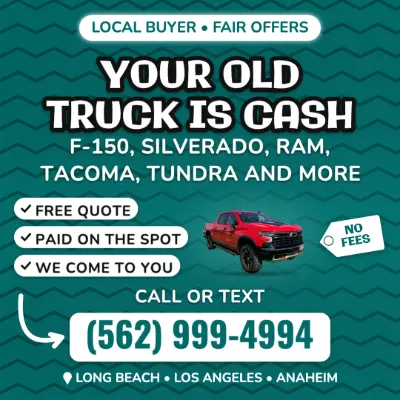 LOCAL BUYER • FAIR OFFERS
YOUR OLD
TRUCK IS CASH
F-150, SILVERADO, RAM,
TACOMA, TUNDRA AND MORE
FREE QUOTE
PAID ON THE SPOT
WE COME TO YOU
NO
FEES
CALL OR TEXT
(562) 999-4994
LONG BEACH • LOS ANGELES • ANAHEIM